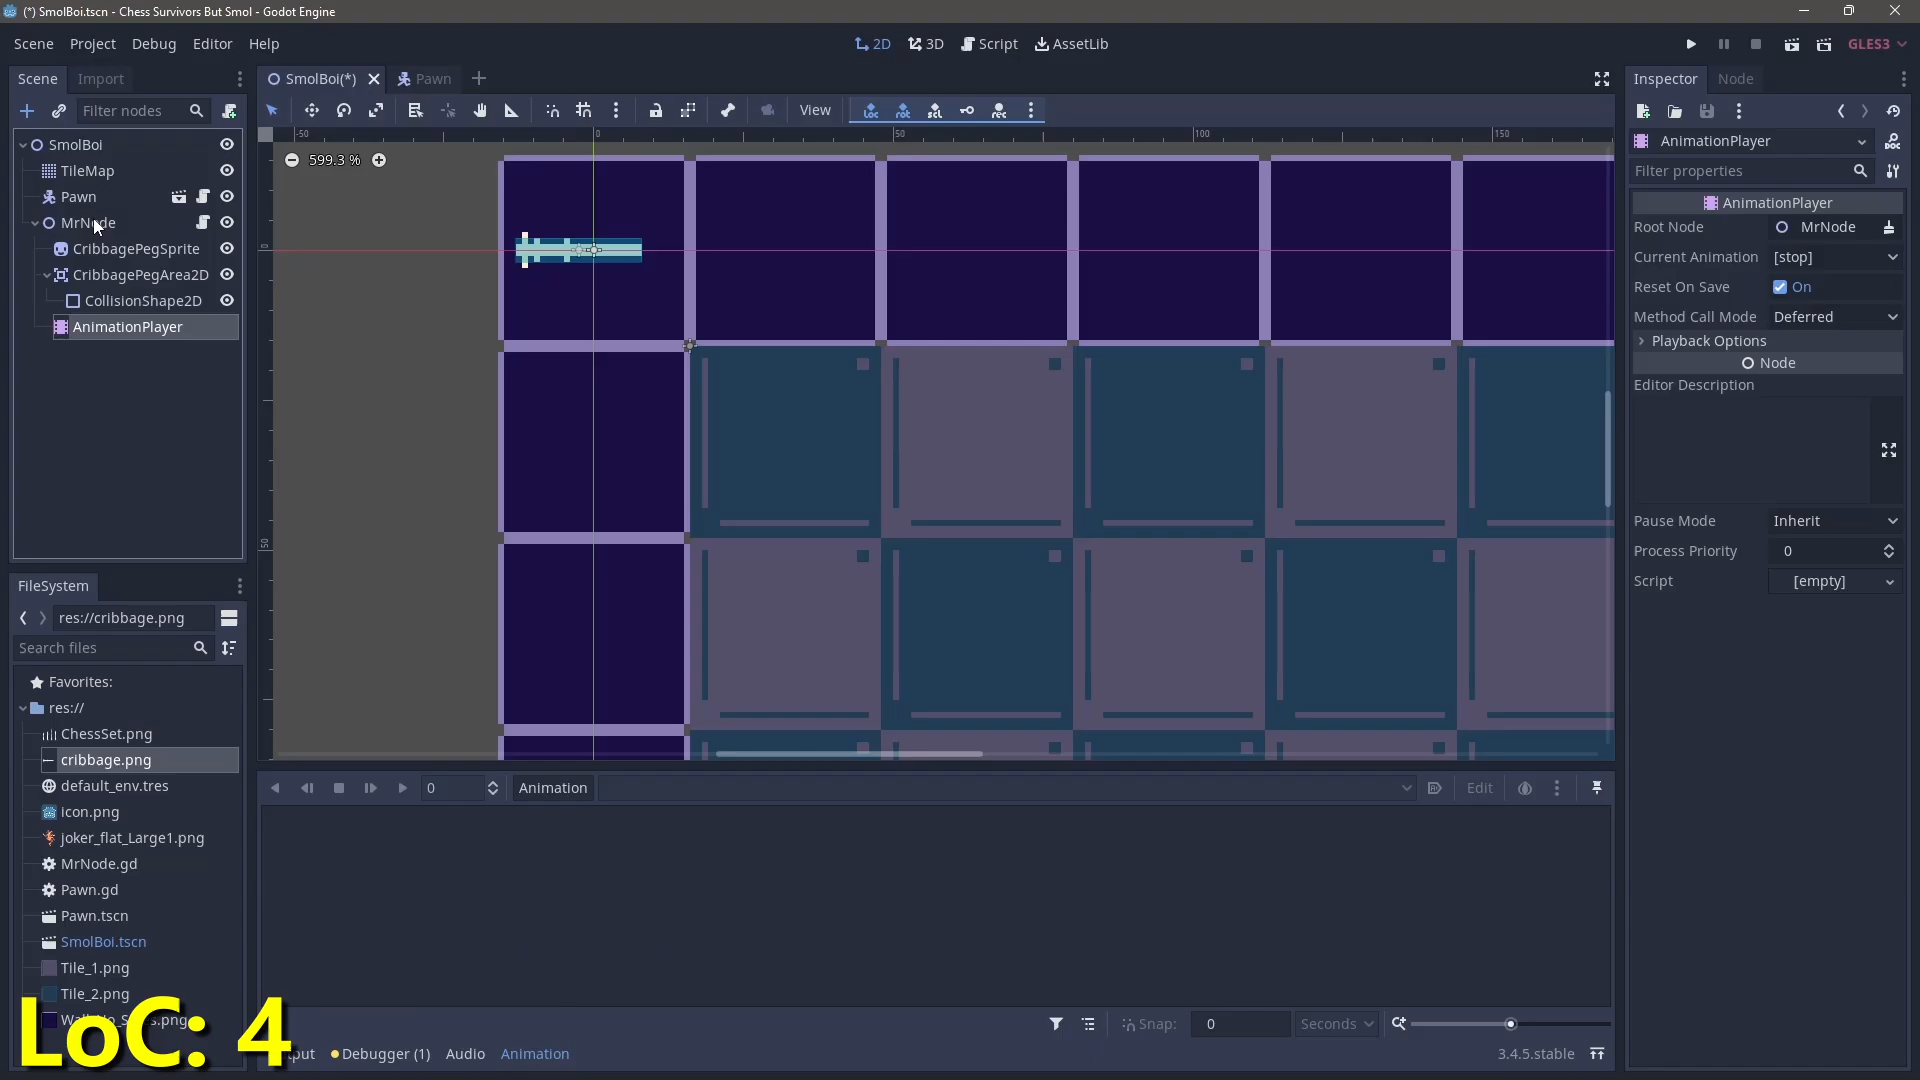 (*) SmolBoi.tscn - Chess Survivors But Smol - Godot Engine
Scene Project Debug Editor Help
2D 3D Script AssetLib
GLES3
Scene Import
SmolBoi(*) Pawn
Inspector Node
Filter nodes
View
Loc rot scl rec
SmolBoi
TileMap
Pawn
MrNode
CribbagePegSprite
CribbagePegArea2D
CollisionShape2D
AnimationPlayer
-50 0 50 100 150
599.3 %
0
50
AnimationPlayer
Filter properties
AnimationPlayer
Root Node MrNode
Current Animation [stop]
Reset On Save On
Method Call Mode Deferred
Playback Options
Node
Editor Description
Pause Mode Inherit
Process Priority 0
Script [empty]
FileSystem
res://cribbage.png
Search files
Favorites:
res://
ChessSet.png
cribbage.png
default_env.tres
icon.png
joker_flat_Large1.png
MrNode.gd
Pawn.gd
Pawn.tscn
SmolBoi.tscn
Tile_1.png
Tile_2.png
LoC: 4
0 Animation Edit
Snap: 0 Seconds
Debugger (1) Audio Animation
3.4.5.stable